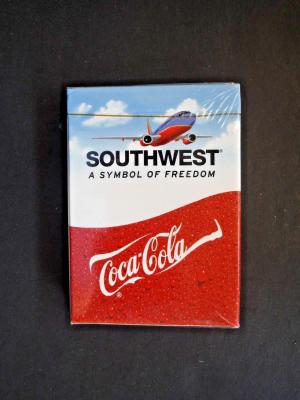 SOUTHWEST®
A SYMBOL OF FREEDOM
Coca-Cola
®